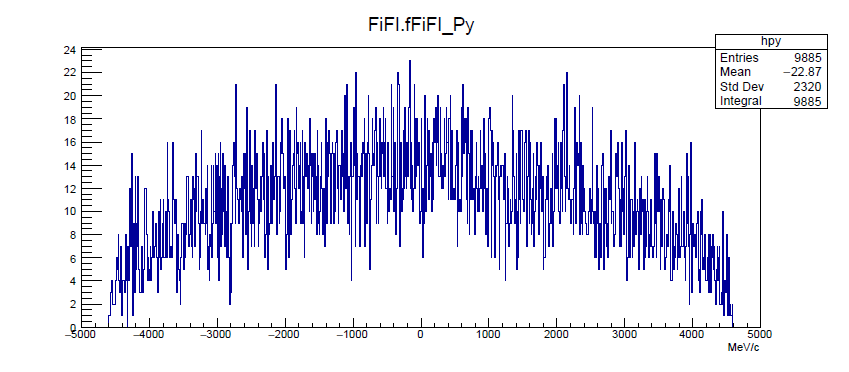 FiFI.fFiFI_Py
hpy
Entries 9885
Mean −22.87
Std Dev 2320
Integral 9885
24
22
20
18
16
14
12
10
8
6
4
2
0
−5000 −4000 −3000 −2000 −1000 0 1000 2000 3000 4000 5000
MeV/c